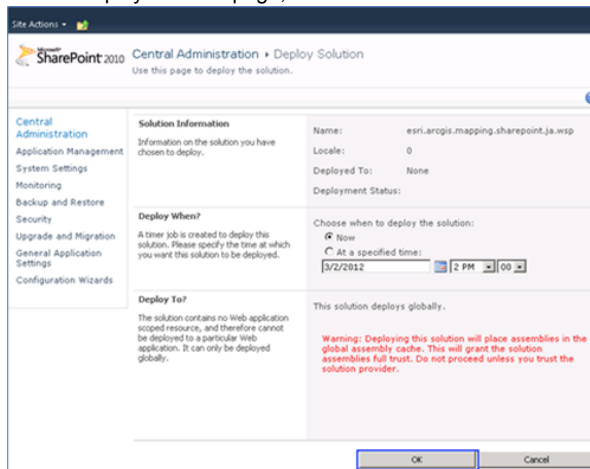 Site Actions
Microsoft
SharePoint 2010
Central Administration ▸ Deploy Solution
Use this page to deploy the solution.
Central
Administration
Application Management
System Settings
Monitoring
Backup and Restore
Security
Upgrade and Migration
General Application
Settings
Configuration Wizards
Solution Information
Information on the solution you have
chosen to deploy.
Name: esri.arcgis.mapping.sharepoint.ja.wsp
Locale: 0
Deployed To: None
Deployment Status:
Deploy When?
A timer job is created to deploy this
solution. Please specify the time at which
you want this solution to be deployed.
Choose when to deploy the solution:
Now
At a specified time:
3/2/2012 2 PM 00
Deploy To?
The solution contains no Web application
scoped resource, and therefore cannot
be deployed to a particular Web
application. It can only be deployed
globally.
This solution deploys globally.
Warning: Deploying this solution will place assemblies in the
global assembly cache. This will grant the solution
assemblies full trust. Do not proceed unless you trust the
solution provider.
OK Cancel